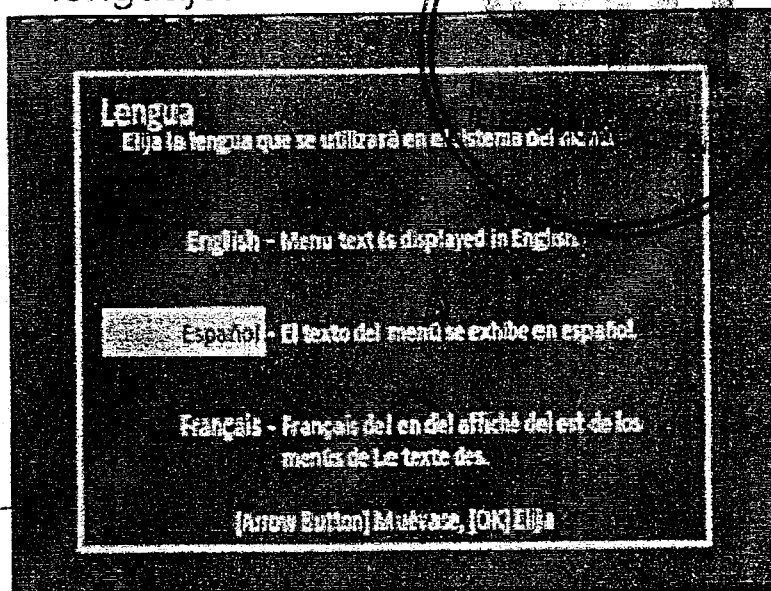 Lengua
Elija la lengua que se utilizará en el sistema del menú.
English - Menu text is displayed in English.
Español - El texto del menú se exhibe en español.
Français - Français del en del affiché del est de los
menús de Le texte des.
[Arrow Button] Muévase, [OK] Elija